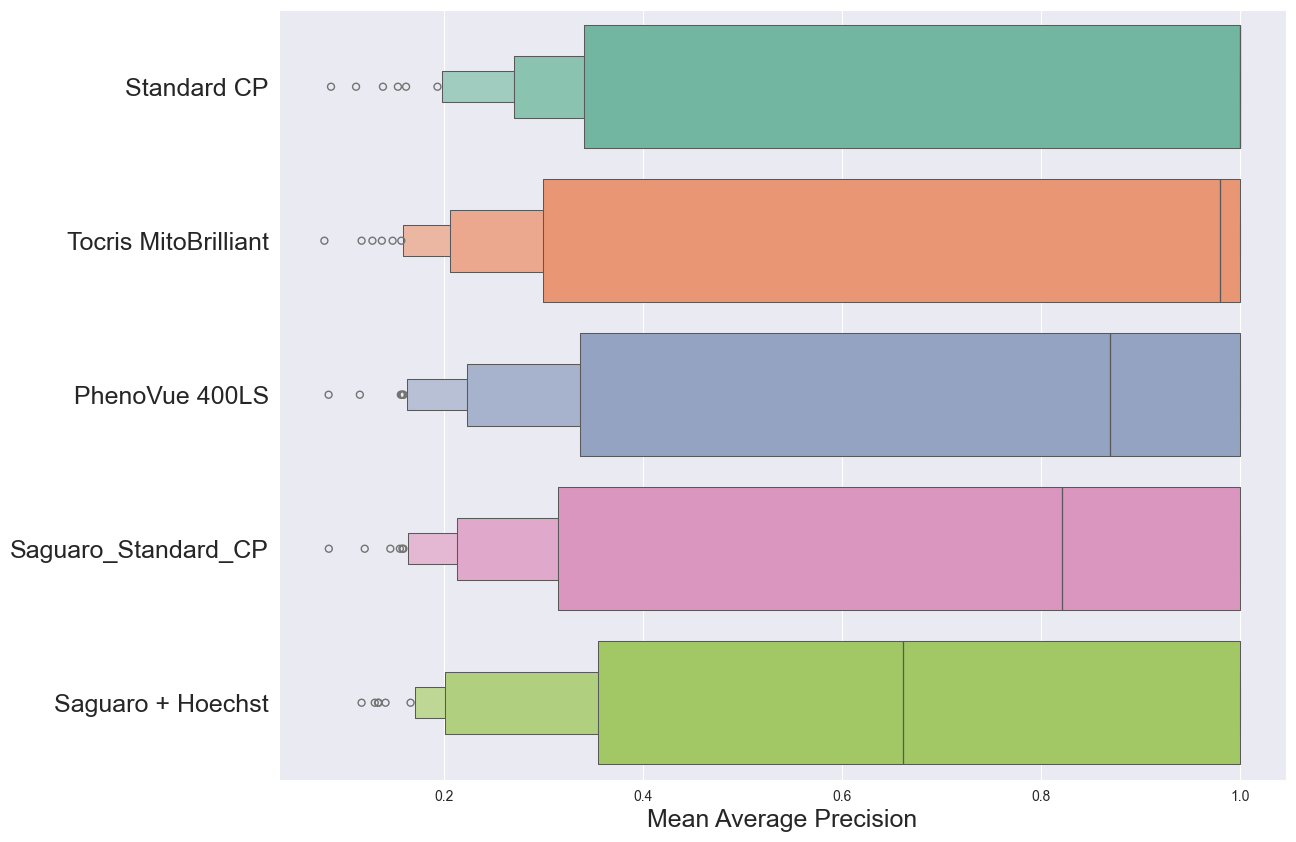 Standard CP
Tocris MitoBrilliant
PhenoVue 400LS
Saguaro_Standard_CP
Saguaro + Hoechst
0.2 0.4 0.6 0.8 1.0
Mean Average Precision